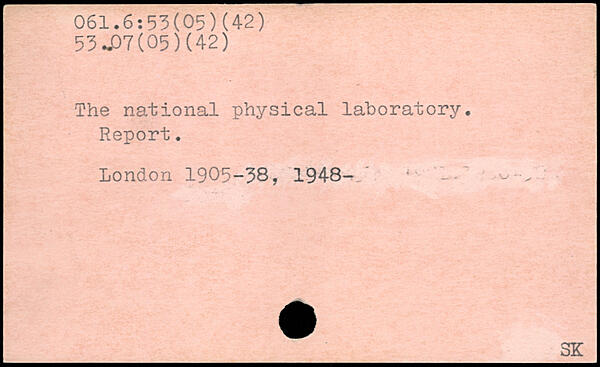 061.6:53(05)(42)
53.07(05)(42)
The national physical laboratory.
Report.
London 1905-38, 1948-
SK